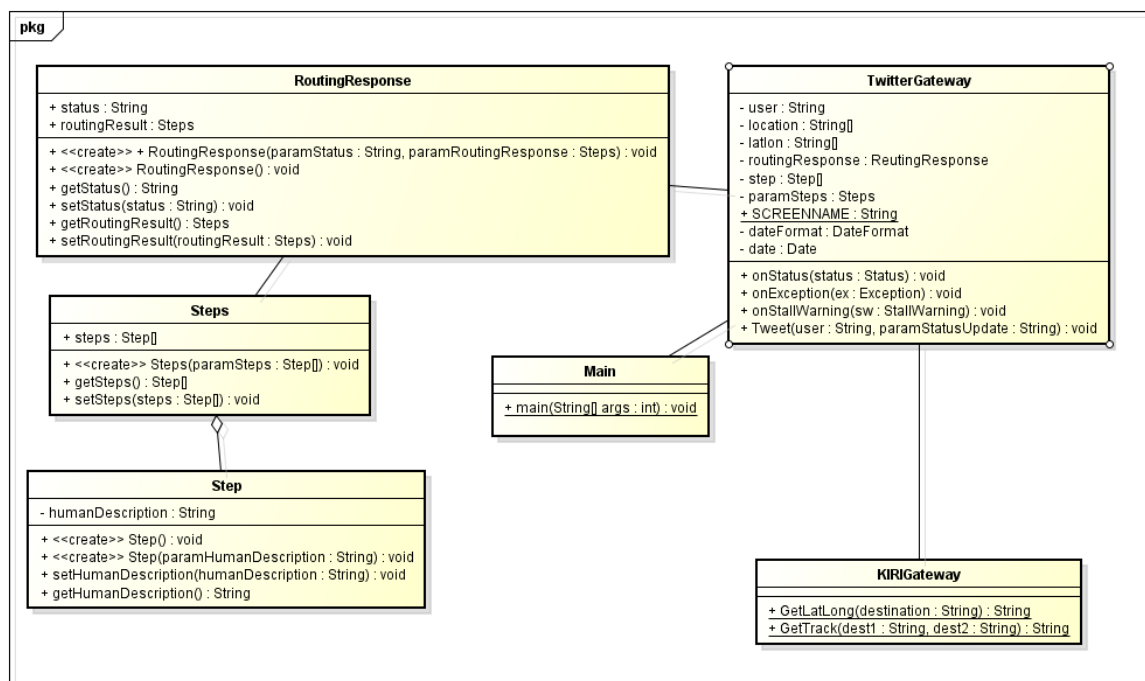 pkg
RoutingResponse
+ status : String
+ routingResult : Steps
+ <<create>> + RoutingResponse(paramStatus : String, paramRoutingResponse : Steps) : void
+ <<create>> RoutingResponse() : void
+ getStatus() : String
+ setStatus(status : String) : void
+ getRoutingResult() : Steps
+ setRoutingResult(routingResult : Steps) : void
TwitterGateway
- user : String
- location : String[]
- latlon : String[]
- routingResponse : ReutingResponse
- step : Step[]
- paramSteps : Steps
+ SCREENNAME : String
- dateFormat : DateFormat
- date : Date
+ onStatus(status : Status) : void
+ onException(ex : Exception) : void
+ onStallWarning(sw : StallWarning) : void
+ Tweet(user : String, paramStatusUpdate : String) : void
Steps
+ steps : Step[]
+ <<create>> Steps(paramSteps : Step[]) : void
+ getSteps() : Step[]
+ setSteps(steps : Step[]) : void
Main
+ main(String[] args : int) : void
Step
- humanDescription : String
+ <<create>> Step() : void
+ <<create>> Step(paramHumanDescription : String) : void
+ setHumanDescription(humanDescription : String) : void
+ getHumanDescription() : String
KIRIGateway
+ GetLatLong(destination : String) : String
+ GetTrack(dest1 : String, dest2 : String) : String